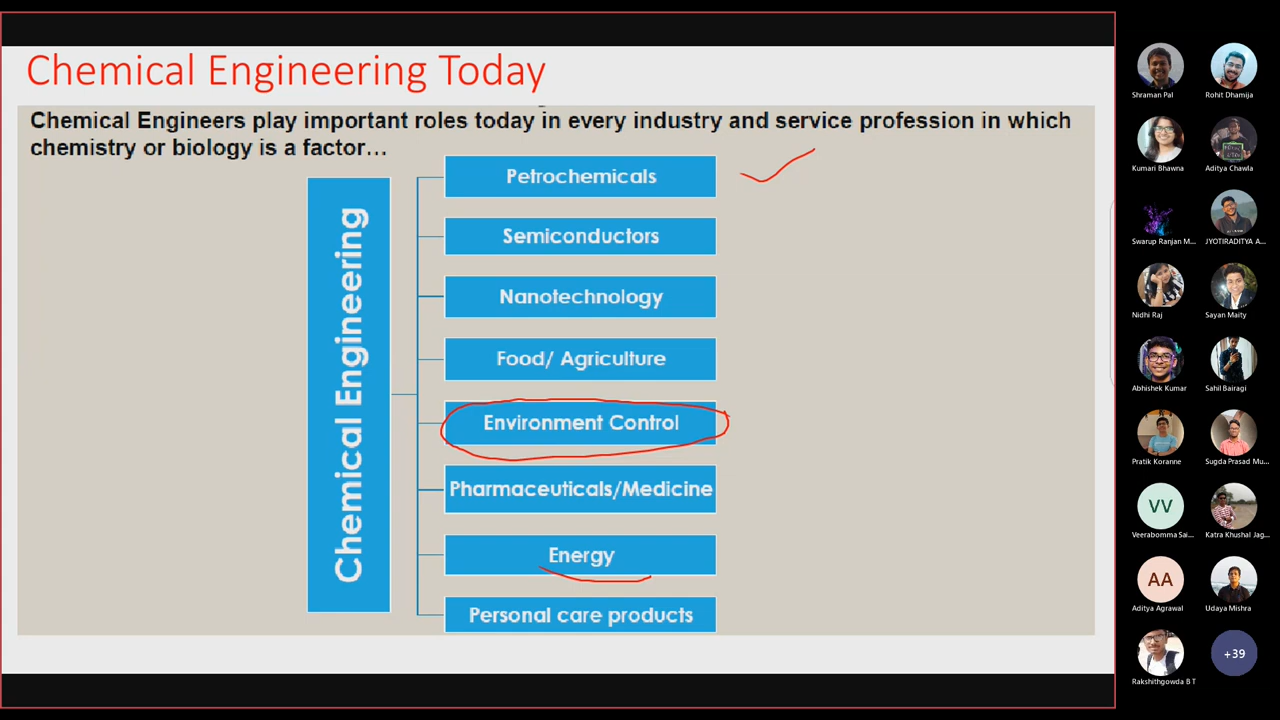 Chemical Engineering Today
Chemical Engineers play important roles today in every industry and service profession in which
chemistry or biology is a factor…
Chemical Engineering
Petrochemicals
Semiconductors
Nanotechnology
Food/ Agriculture
Environment Control
Pharmaceuticals/Medicine
Energy
Personal care products
Shraman Pal
Rohit Dhamija
Kumari Bhawna
Aditya Chawla
Swarup Ranjan M...
JYOTIRADITYA A...
Nidhi Raj
Sayan Maity
Abhishek Kumar
Sahil Bairagi
Pratik Koranne
Sugda Prasad Mu...
VV
Veerabomma Sai...
Katra Khushal Jag...
AA
Aditya Agrawal
Udaya Mishra
Rakshithgowda B T
+39